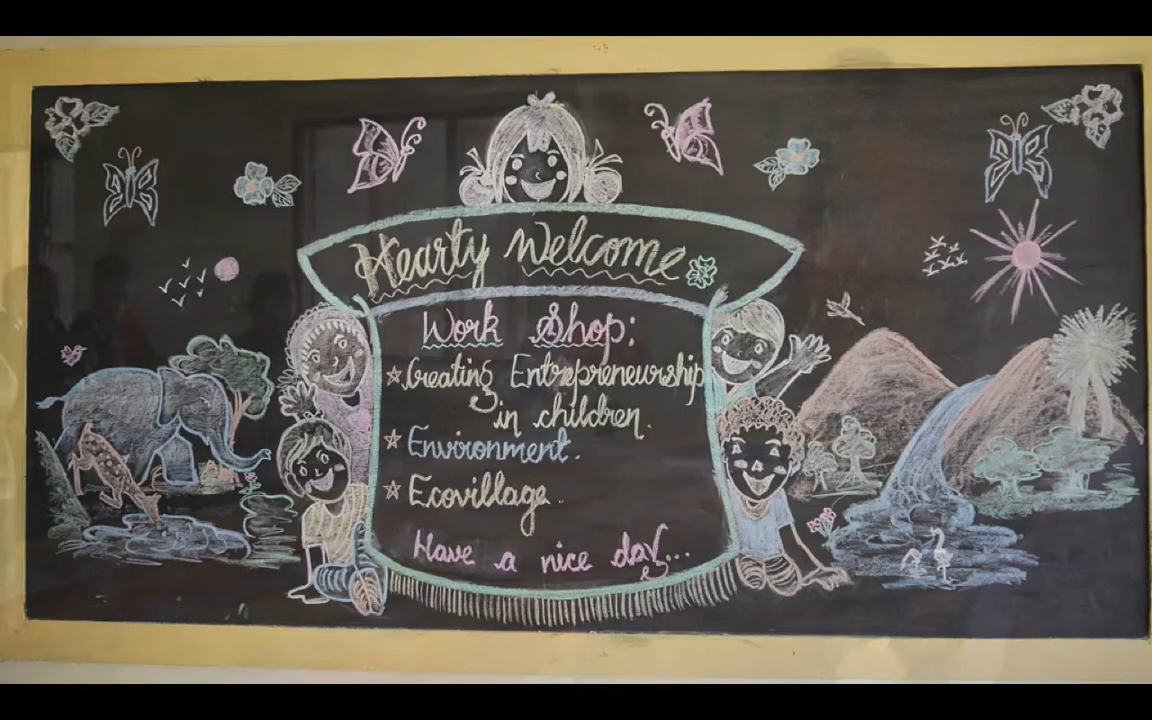 Hearty Welcome
Work Shop:
☆ Creating Entrepreneurship
in children.
☆ Environment.
☆ Ecovillage..
Have a nice day...